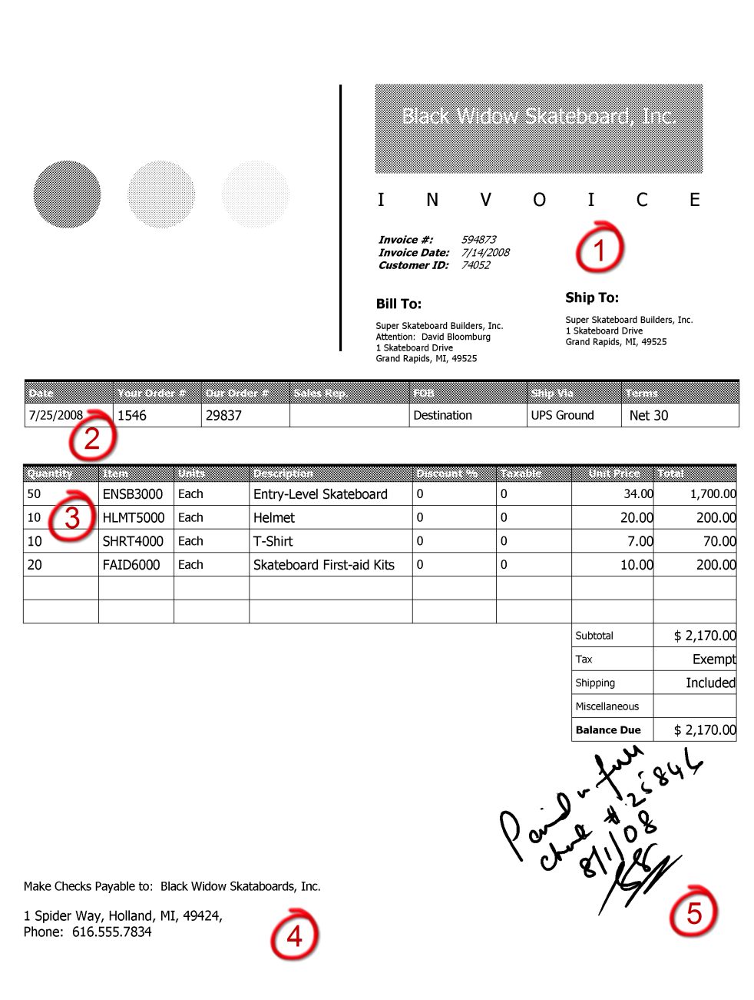 Black Widow Skateboard, Inc.
I N V O I C E
Invoice #: 594873
Invoice Date: 7/14/2008
Customer ID: 74052
1
Bill To:
Super Skateboard Builders, Inc.
Attention: David Bloomburg
1 Skateboard Drive
Grand Rapids, MI, 49525
Ship To:
Super Skateboard Builders, Inc.
1 Skateboard Drive
Grand Rapids, MI, 49525
Date Your Order # Our Order # Sales Rep. FOB Ship Via Terms
7/25/2008 1546 29837 Destination UPS Ground Net 30
2
Quantity Item Units Description Discount % Taxable Unit Price Total
50 ENSB3000 Each Entry-Level Skateboard 0 0 34.00 1,700.00
10 HLMT5000 Each Helmet 0 0 20.00 200.00
3
10 SHRT4000 Each T-Shirt 0 0 7.00 70.00
20 FAID6000 Each Skateboard First-aid Kits 0 0 10.00 200.00
Subtotal $ 2,170.00
Tax Exempt
Shipping Included
Miscellaneous
Balance Due $ 2,170.00
Paid in full
check #25846
8/1/08
Make Checks Payable to: Black Widow Skataboards, Inc.
1 Spider Way, Holland, MI, 49424,
Phone: 616.555.7834
4
5